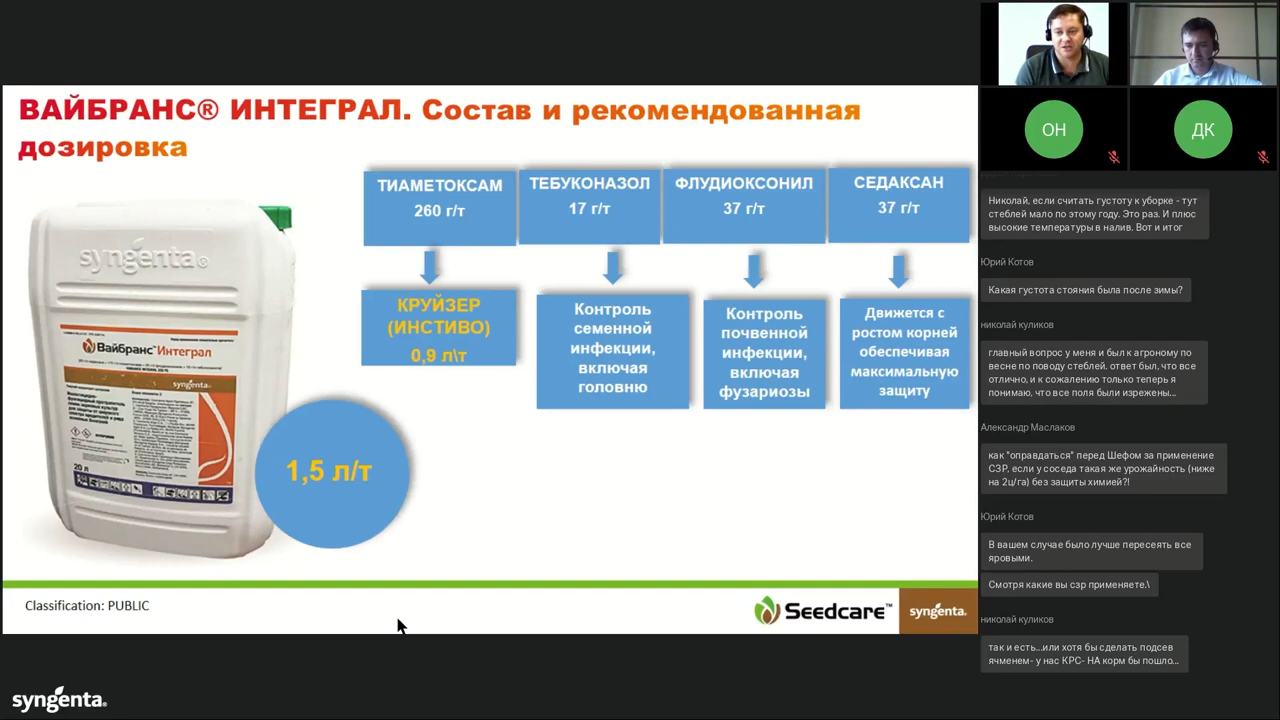 ВАЙБРАНС® ИНТЕГРАЛ. Состав и рекомендованная
дозировка
ТИАМЕТОКСАМ
260 г/т
ТЕБУКОНАЗОЛ
17 г/т
ФЛУДИОКСОНИЛ
37 г/т
СЕДАКСАН
37 г/т
КРУЙЗЕР
(ИНСТИВО)
0,9 л\т
Контроль
семенной
инфекции,
включая
головню
Контроль
почвенной
инфекции,
включая
фузариозы
Движется с
ростом корней
обеспечивая
максимальную
защиту
syngenta®
Вайбранс™ Интеграл
syngenta
20 л
1,5 л/т
Classification: PUBLIC
Seedcare™
syngenta.
syngenta®
ОН
ДК
Николай, если считать густоту к уборке - тут
стеблей мало по этому году. Это раз. И плюс
высокие температуры в налив. Вот и итог
Юрий Котов
Какая густота стояния была после зимы?
николай куликов
главный вопрос у меня и был к агроному по
весне по поводу стеблей. ответ был, что все
отлично, и к сожалению только теперь я
понимаю, что все поля были изрежены...
Александр Маслаков
как "оправдаться" перед Шефом за применение
СЗР, если у соседа такая же урожайность (ниже
на 2ц/га) без защиты химией?!
Юрий Котов
В вашем случае было лучше пересеять все
яровыми.
Смотря какие вы сзр применяете.\
николай куликов
так и есть...или хотя бы сделать подсев
ячменем- у нас КРС- НА корм бы пошло...